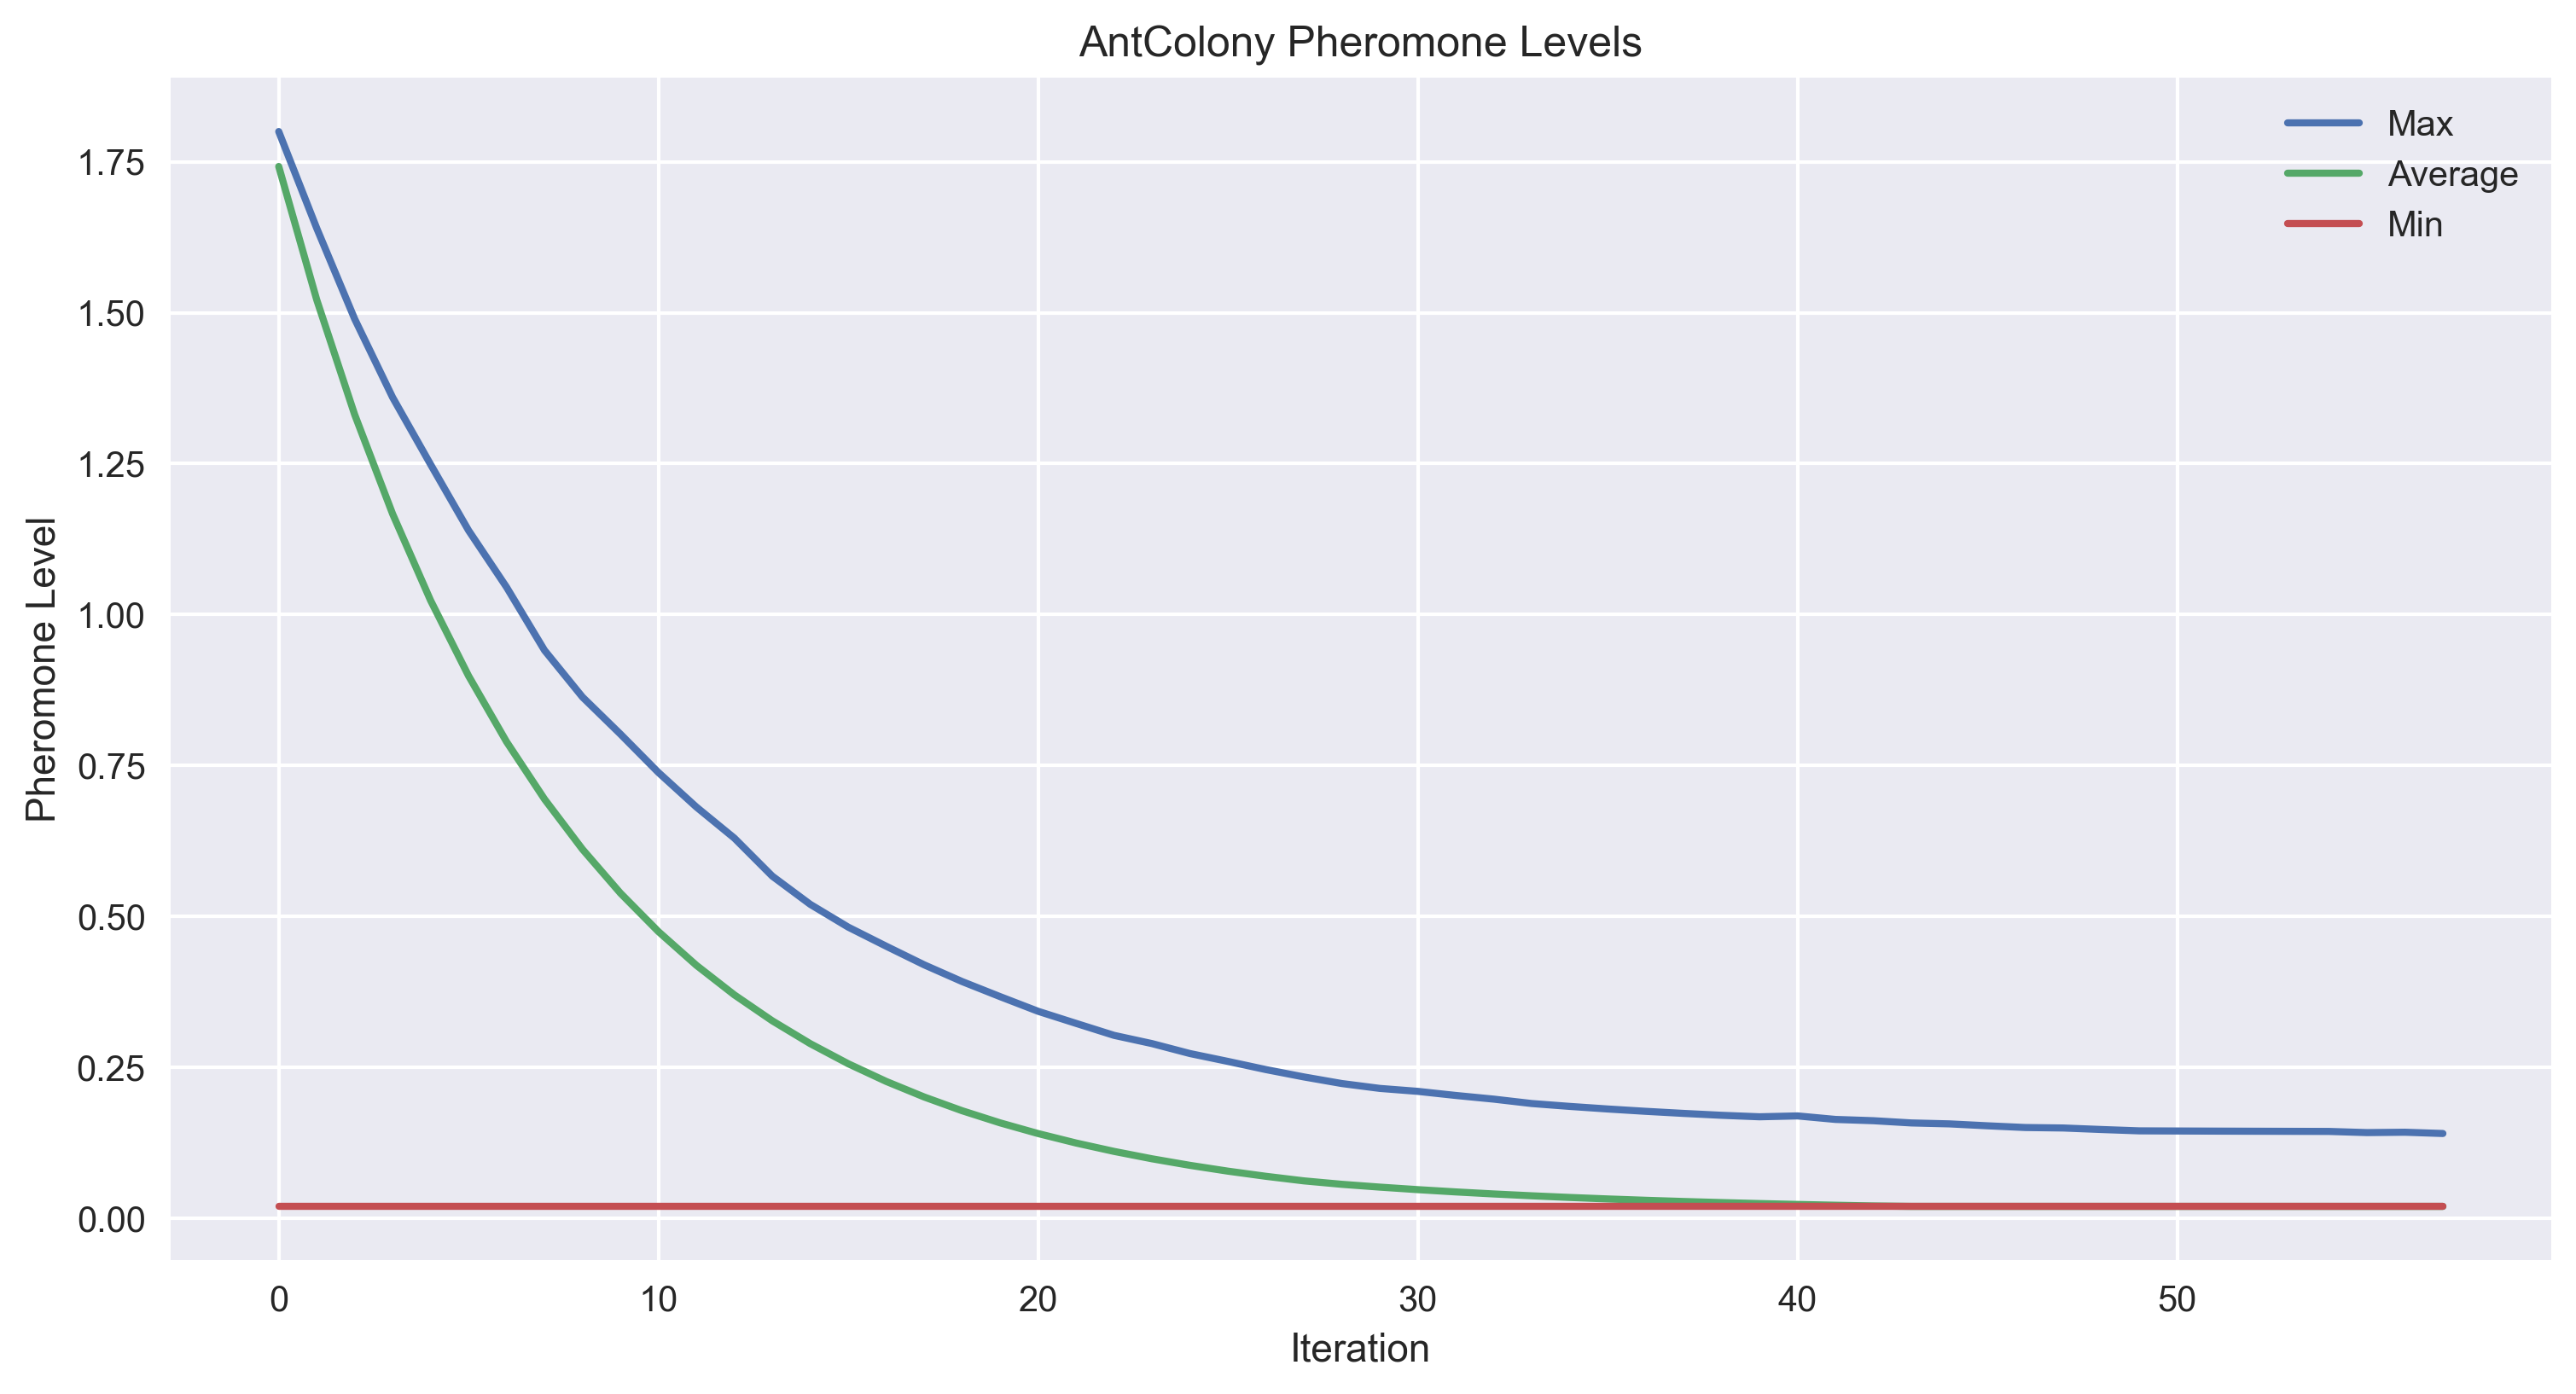 AntColony Pheromone Levels
Max
Average
Min
Pheromone Level
1.75
1.50
1.25
1.00
0.75
0.50
0.25
0.00
0 10 20 30 40 50
Iteration